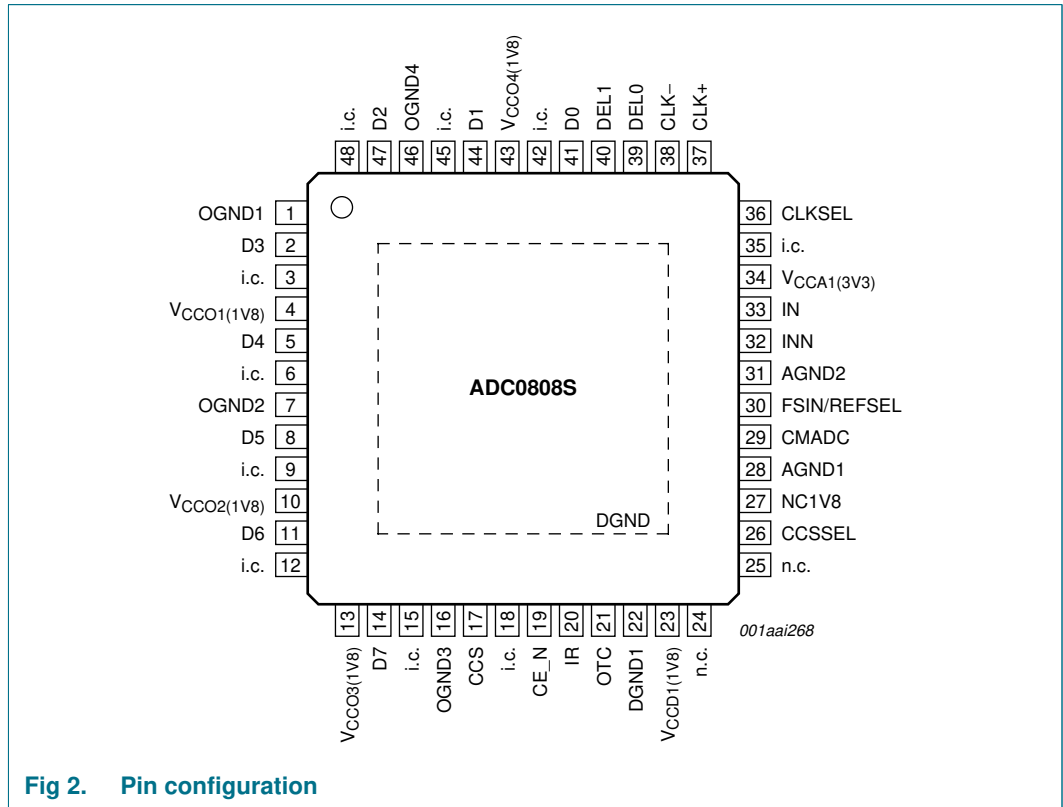 i.c.
D2
OGND4
i.c.
D1
VCCO4(1V8)
i.c.
D0
DEL1
DEL0
CLK−
CLK+
48
47
46
45
44
43
42
41
40
39
38
37
OGND1 1
D3 2
i.c. 3
VCCO1(1V8) 4
D4 5
i.c. 6
OGND2 7
D5 8
i.c. 9
VCCO2(1V8) 10
D6 11
i.c. 12
36 CLKSEL
35 i.c.
34 VCCA1(3V3)
33 IN
32 INN
31 AGND2
30 FSIN/REFSEL
29 CMADC
28 AGND1
27 NC1V8
26 CCSSEL
25 n.c.
ADC0808S
DGND
13
14
15
16
17
18
19
20
21
22
23
24
VCCO3(1V8)
D7
i.c.
OGND3
CCS
i.c.
CE_N
IR
OTC
DGND1
VCCD1(1V8)
n.c.
001aai268
Fig 2. Pin configuration